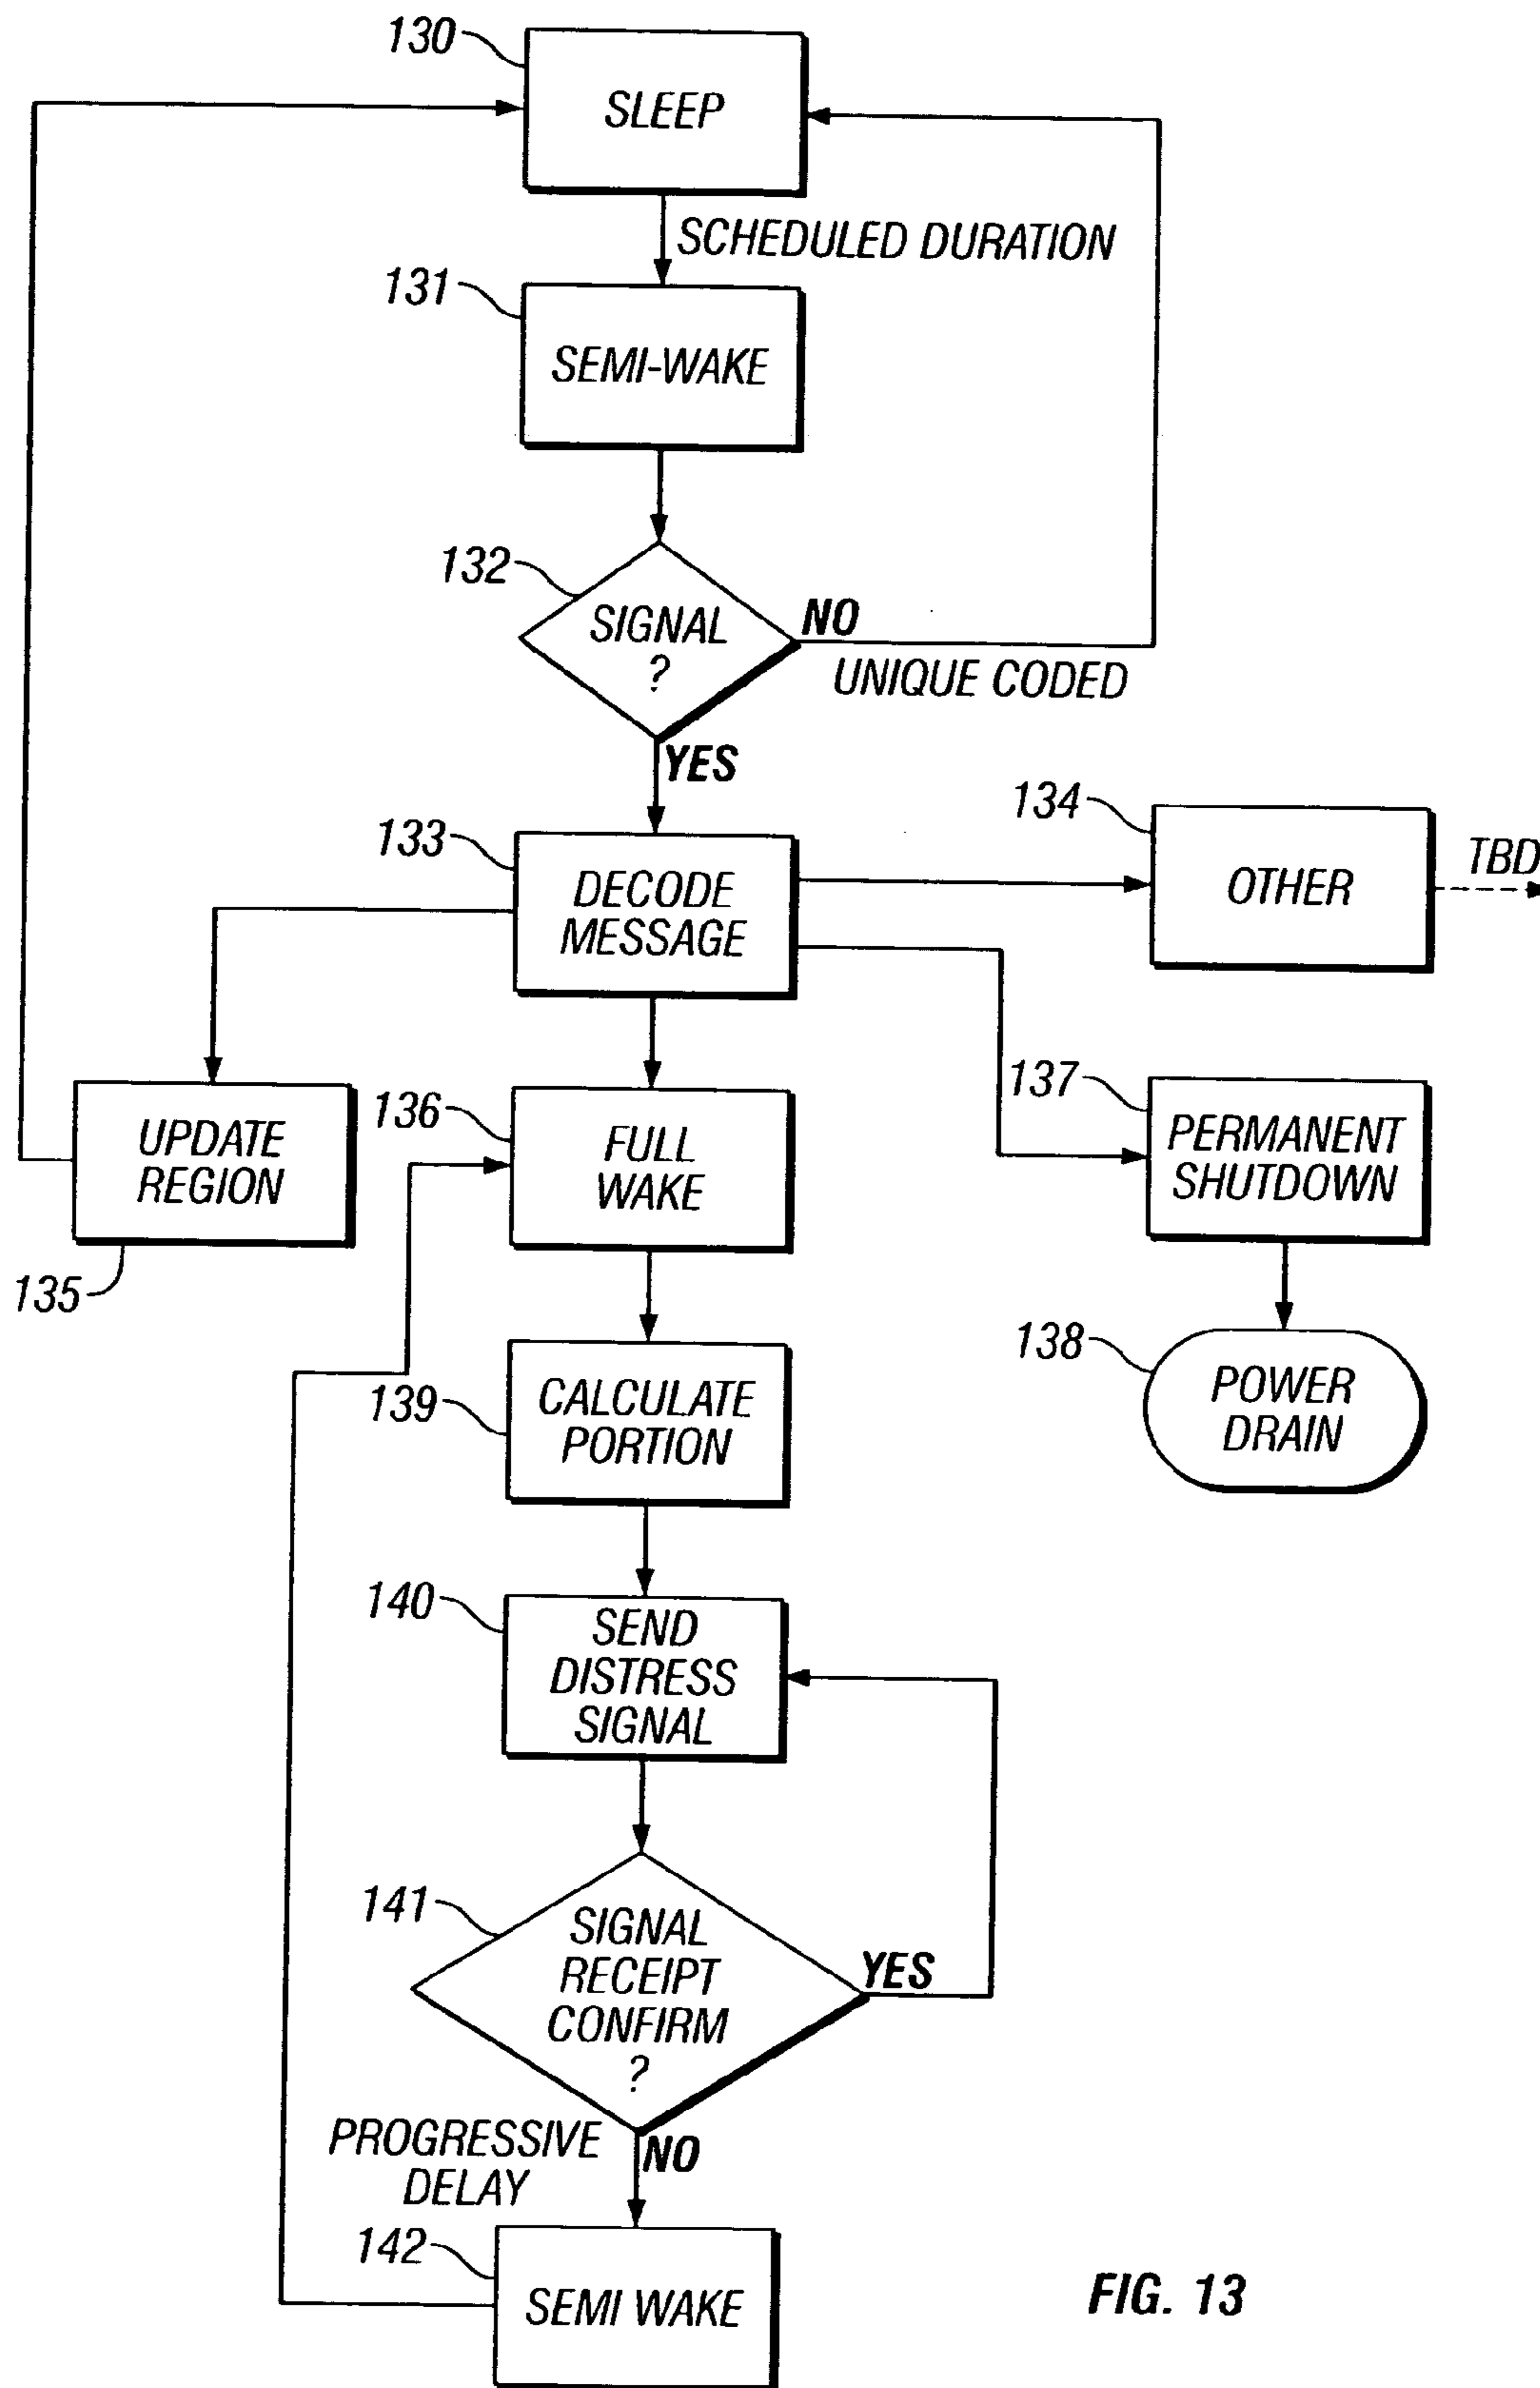 130
SLEEP
SCHEDULED DURATION
131
SEMI-WAKE
132
SIGNAL
?
NO
UNIQUE CODED
YES
133
DECODE
MESSAGE
134
OTHER
TBD
UPDATE
REGION
135
136
FULL
WAKE
137
PERMANENT
SHUTDOWN
138
POWER
DRAIN
139
CALCULATE
PORTION
140
SEND
DISTRESS
SIGNAL
141
SIGNAL
RECEIPT
CONFIRM
?
YES
PROGRESSIVE
DELAY
NO
142
SEMI WAKE
FIG. 13